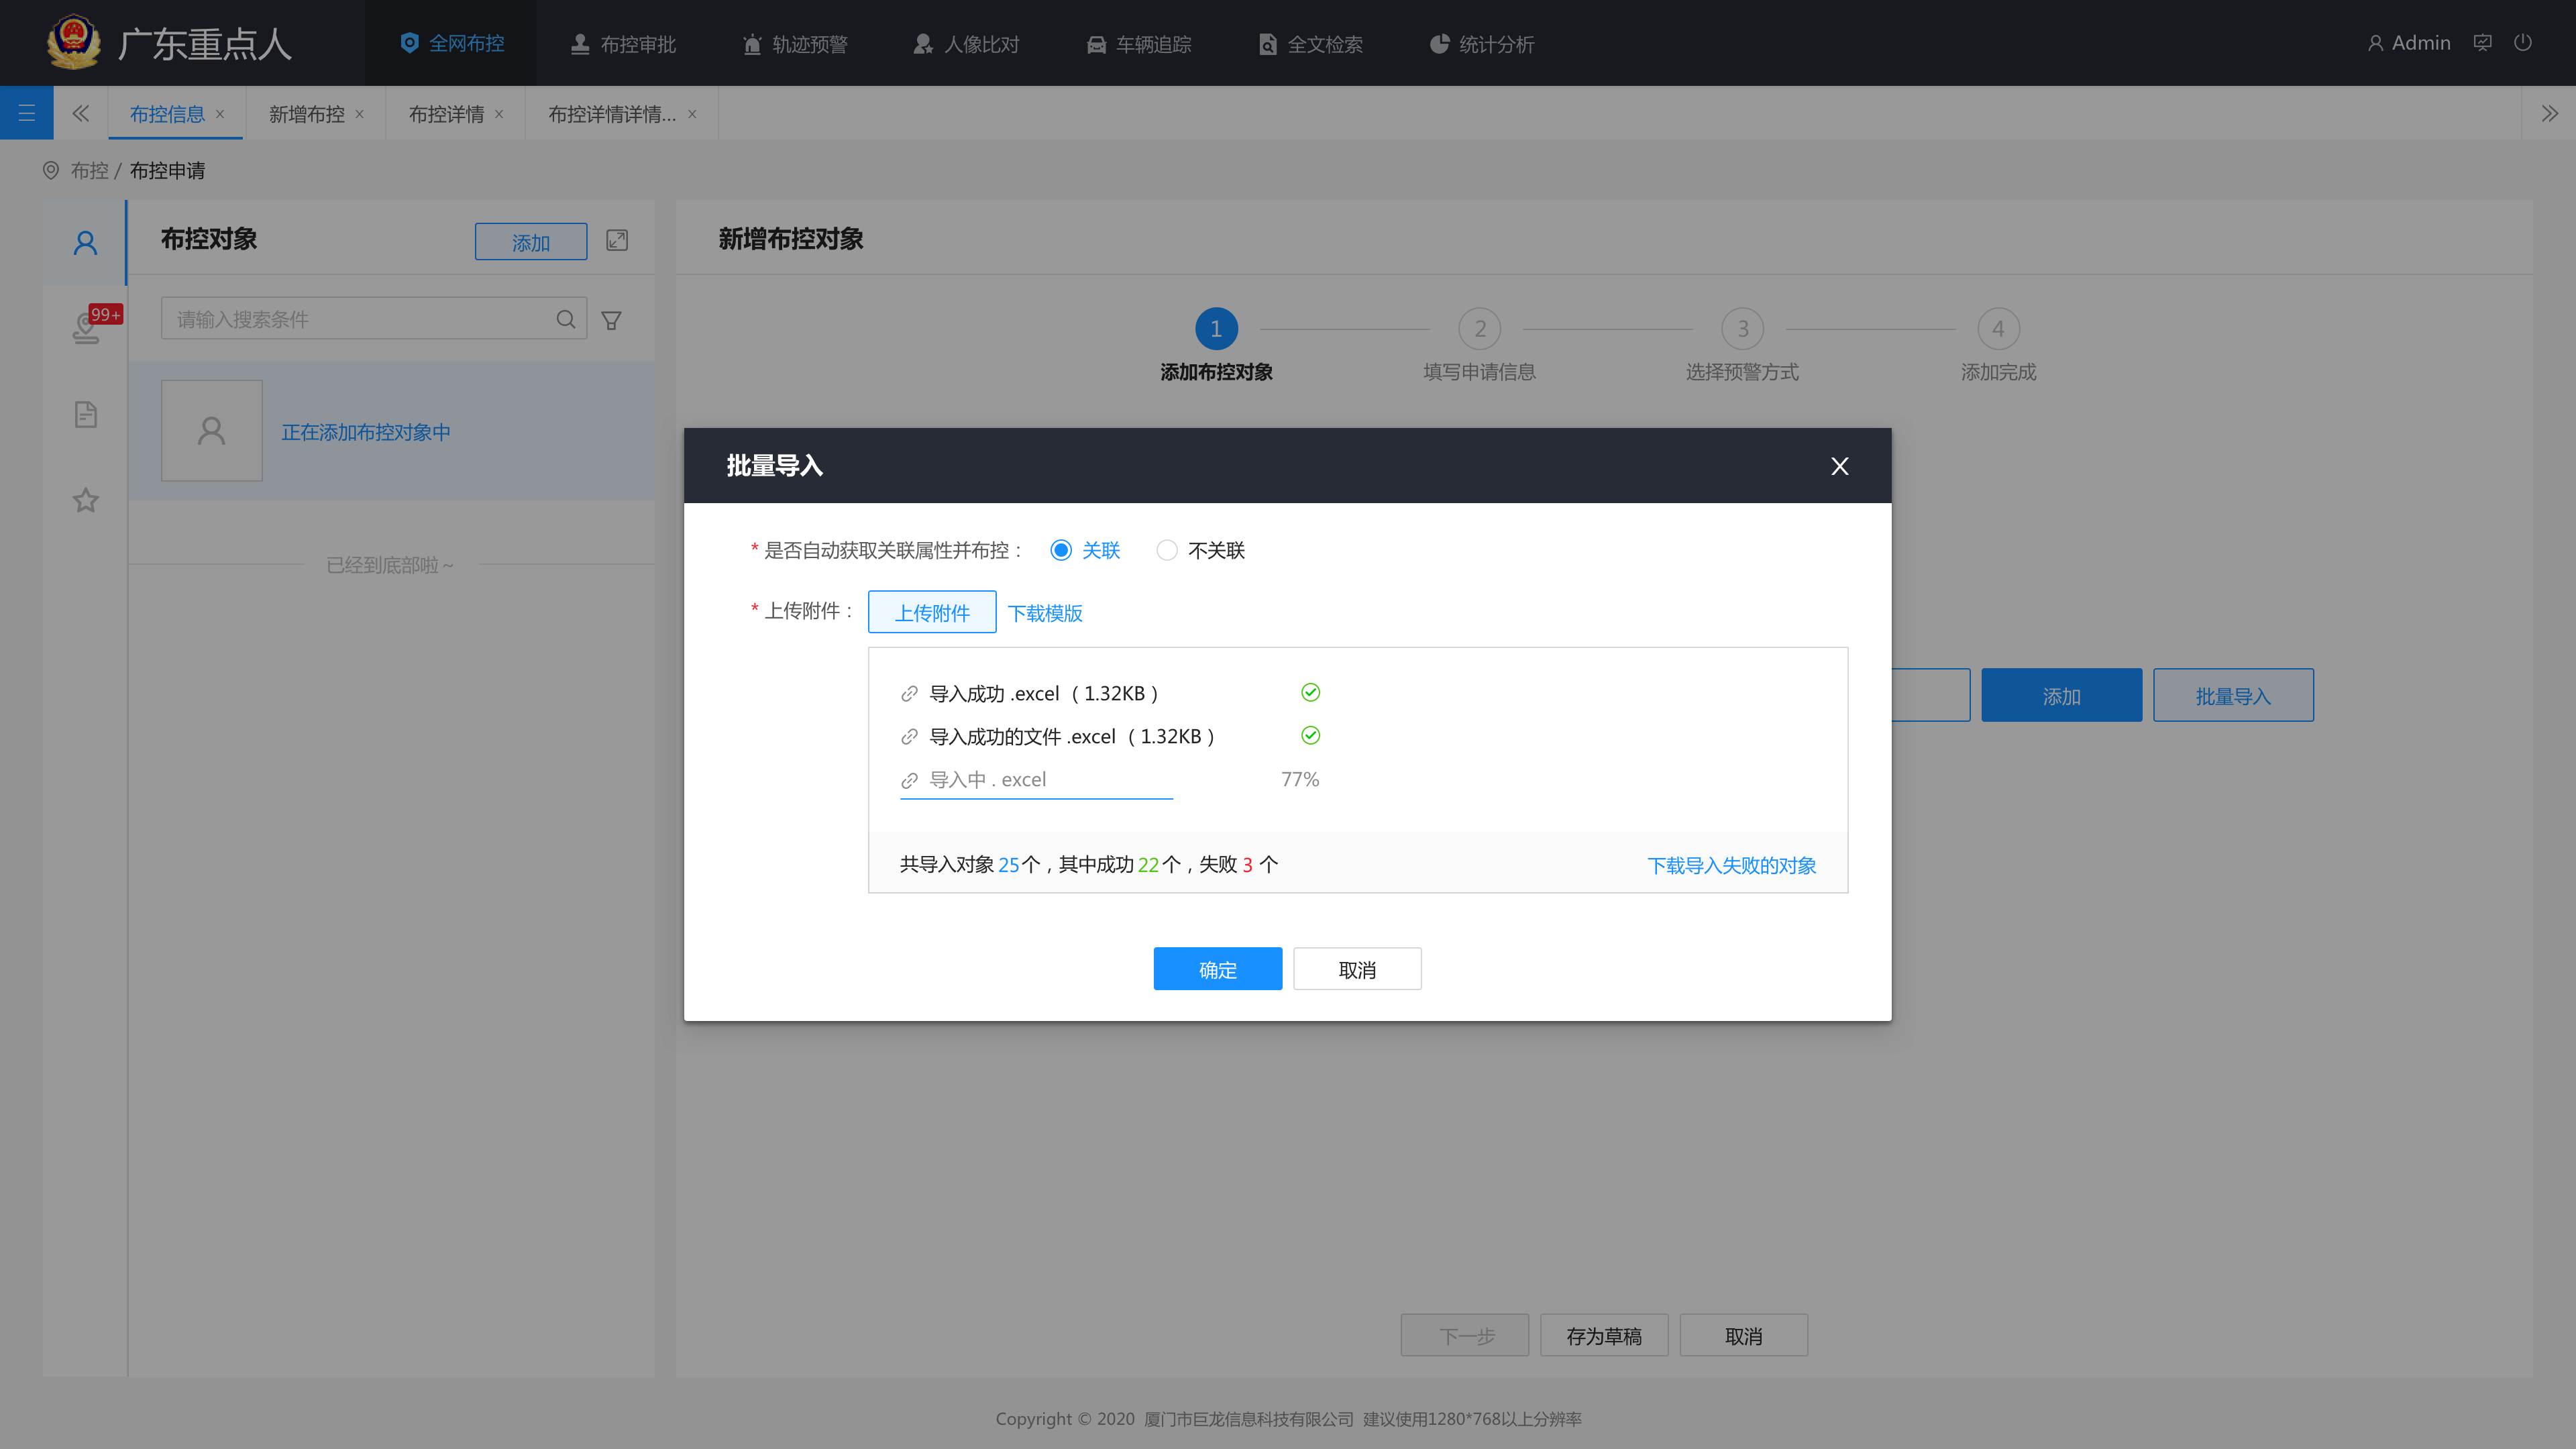 广东重点人
全网布控 布控审批 轨迹预警 人像比对 车辆追踪 全文检索 统计分析 Admin
布控信息 新增布控 布控详情 布控详情详情...
布控 / 布控申请
布控对象 添加
新增布控对象
99+
请输入搜索条件
1 2 3 4
添加布控对象 填写申请信息 选择预警方式 添加完成
正在添加布控对象中
已经到底部啦~
批量导入
* 是否自动获取关联属性并布控： 关联 不关联
* 上传附件： 上传附件 下载模版
导入成功 .excel（ 1.32KB ）
导入成功的文件 .excel（ 1.32KB ）
导入中 . excel 77%
共导入对象 25个，其中成功 22个，失败 3 个 下载导入失败的对象
确定 取消
添加 批量导入
下一步 存为草稿 取消
Copyright © 2020 厦门市巨龙信息科技有限公司 建议使用1280*768以上分辨率